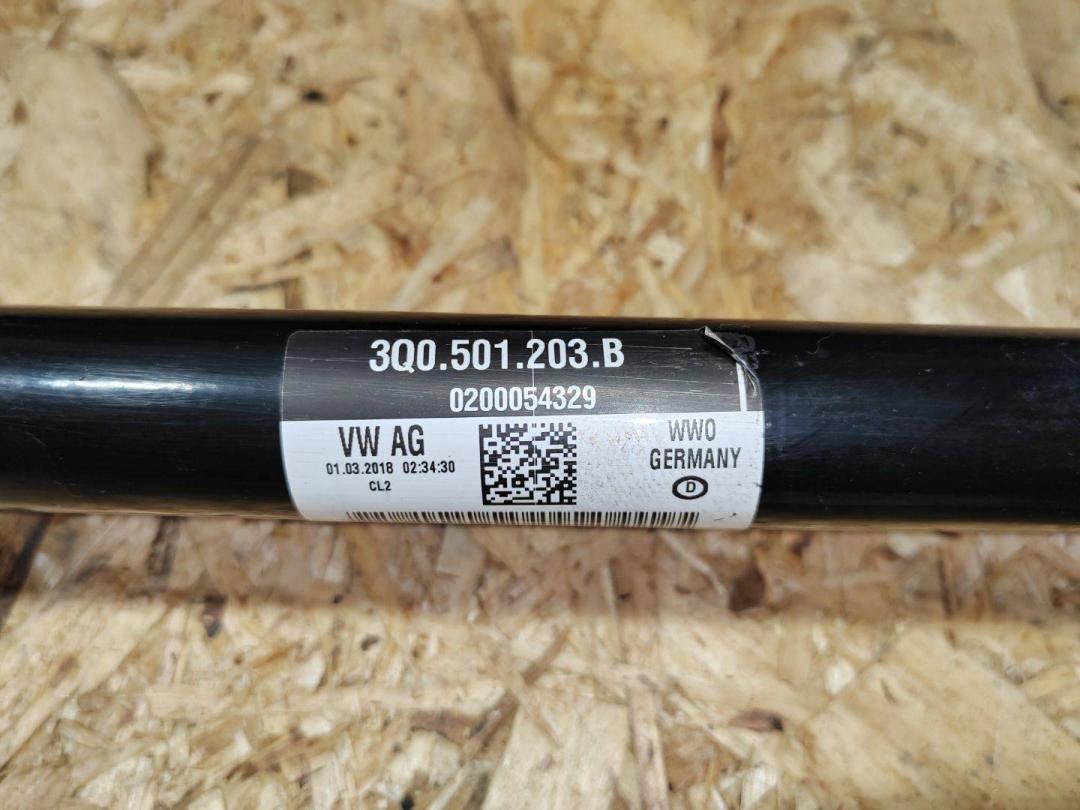 3Q0.501.203.B
0200054329
VW AG
01.03.2018 02:34:30
CL2
WWO
GERMANY
D